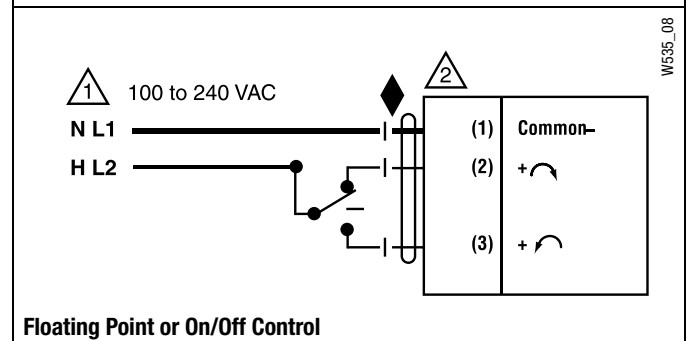 W535_08
1 100 to 240 VAC
2
N L1
(1) Common–
H L2
(2) +
(3) +
Floating Point or On/Off Control